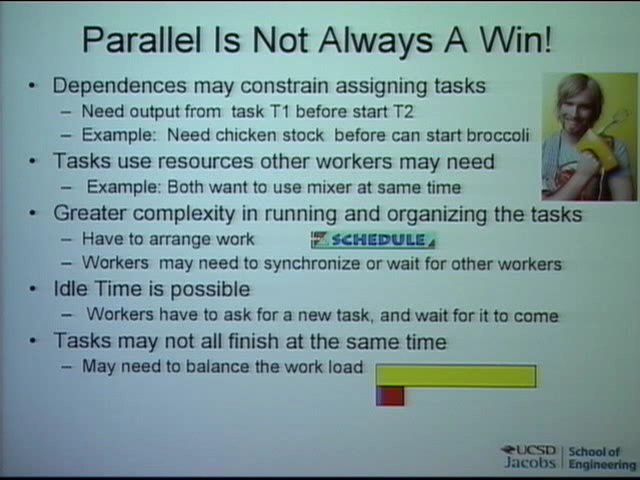 Parallel Is Not Always A Win!
• Dependences may constrain assigning tasks
– Need output from task T1 before start T2
– Example: Need chicken stock before can start broccoli
• Tasks use resources other workers may need
– Example: Both want to use mixer at same time
• Greater complexity in running and organizing the tasks
– Have to arrange work SCHEDULE
– Workers may need to synchronize or wait for other workers
• Idle Time is possible
– Workers have to ask for a new task, and wait for it to come
• Tasks may not all finish at the same time
– May need to balance the work load
UCSD School of
Jacobs Engineering